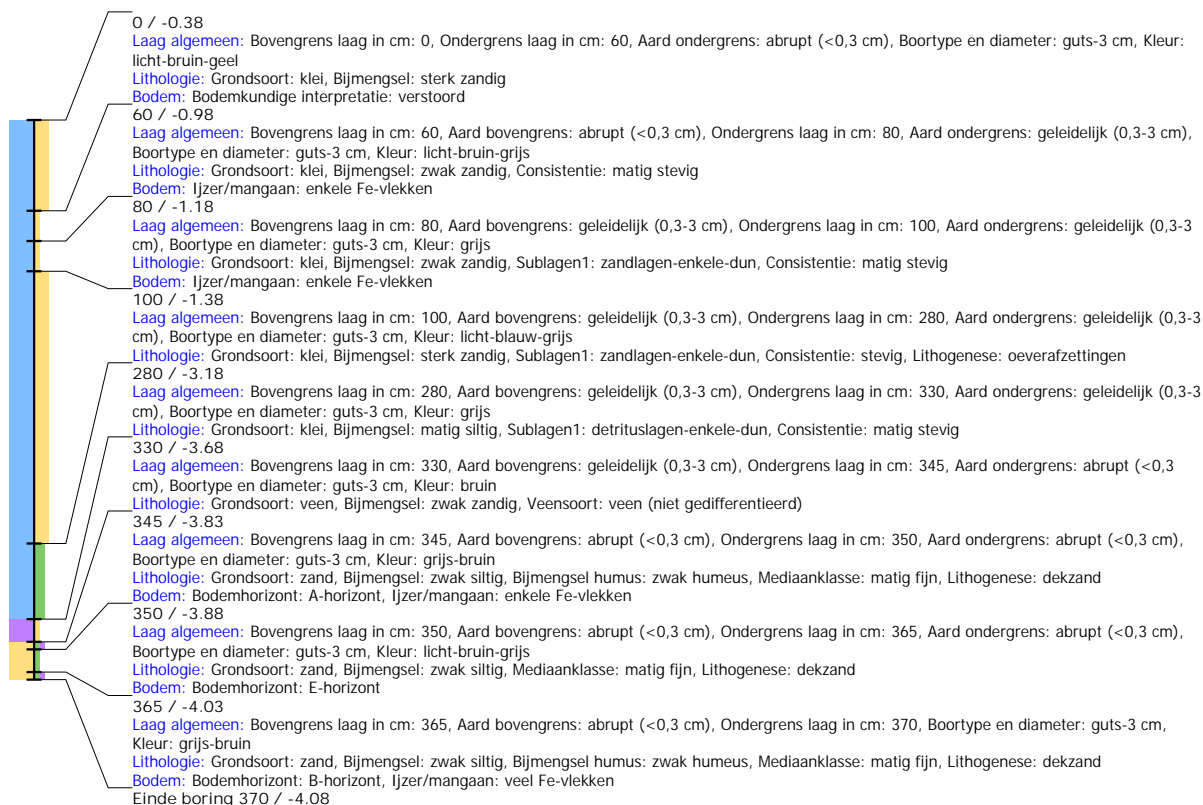 0 / -0.38
Laag algemeen: Bovengrens laag in cm: 0, Ondergrens laag in cm: 60, Aard ondergrens: abrupt (<0,3 cm), Boortype en diameter: guts-3 cm, Kleur:
licht-bruin-geel
Lithologie: Grondsoort: klei, Bijmengsel: sterk zandig
Bodem: Bodemkundige interpretatie: verstoord
60 / -0.98
Laag algemeen: Bovengrens laag in cm: 60, Aard bovengrens: abrupt (<0,3 cm), Ondergrens laag in cm: 80, Aard ondergrens: geleidelijk (0,3-3 cm),
Boortype en diameter: guts-3 cm, Kleur: licht-bruin-grijs
Lithologie: Grondsoort: klei, Bijmengsel: zwak zandig, Consistentie: matig stevig
Bodem: Ijzer/mangaan: enkele Fe-vlekken
80 / -1.18
Laag algemeen: Bovengrens laag in cm: 80, Aard bovengrens: geleidelijk (0,3-3 cm), Ondergrens laag in cm: 100, Aard ondergrens: geleidelijk (0,3-3
cm), Boortype en diameter: guts-3 cm, Kleur: grijs
Lithologie: Grondsoort: klei, Bijmengsel: zwak zandig, Sublagen1: zandlagen-enkele-dun, Consistentie: matig stevig
Bodem: Ijzer/mangaan: enkele Fe-vlekken
100 / -1.38
Laag algemeen: Bovengrens laag in cm: 100, Aard bovengrens: geleidelijk (0,3-3 cm), Ondergrens laag in cm: 280, Aard ondergrens: geleidelijk (0,3-3
cm), Boortype en diameter: guts-3 cm, Kleur: licht-blauw-grijs
Lithologie: Grondsoort: klei, Bijmengsel: sterk zandig, Sublagen1: zandlagen-enkele-dun, Consistentie: stevig, Lithogenese: oeverafzettingen
280 / -3.18
Laag algemeen: Bovengrens laag in cm: 280, Aard bovengrens: geleidelijk (0,3-3 cm), Ondergrens laag in cm: 330, Aard ondergrens: geleidelijk (0,3-3
cm), Boortype en diameter: guts-3 cm, Kleur: grijs
Lithologie: Grondsoort: klei, Bijmengsel: matig siltig, Sublagen1: detrituslagen-enkele-dun, Consistentie: matig stevig
330 / -3.68
Laag algemeen: Bovengrens laag in cm: 330, Aard bovengrens: geleidelijk (0,3-3 cm), Ondergrens laag in cm: 345, Aard ondergrens: abrupt (<0,3
cm), Boortype en diameter: guts-3 cm, Kleur: bruin
Lithologie: Grondsoort: veen, Bijmengsel: zwak zandig, Veensoort: veen (niet gedifferentieerd)
345 / -3.83
Laag algemeen: Bovengrens laag in cm: 345, Aard bovengrens: abrupt (<0,3 cm), Ondergrens laag in cm: 350, Aard ondergrens: abrupt (<0,3 cm),
Boortype en diameter: guts-3 cm, Kleur: grijs-bruin
Lithologie: Grondsoort: zand, Bijmengsel: zwak siltig, Bijmengsel humus: zwak humeus, Mediaanklasse: matig fijn, Lithogenese: dekzand
Bodem: Bodemhorizont: A-horizont, Ijzer/mangaan: enkele Fe-vlekken
350 / -3.88
Laag algemeen: Bovengrens laag in cm: 350, Aard bovengrens: abrupt (<0,3 cm), Ondergrens laag in cm: 365, Aard ondergrens: abrupt (<0,3 cm),
Boortype en diameter: guts-3 cm, Kleur: licht-bruin-grijs
Lithologie: Grondsoort: zand, Bijmengsel: zwak siltig, Mediaanklasse: matig fijn, Lithogenese: dekzand
Bodem: Bodemhorizont: E-horizont
365 / -4.03
Laag algemeen: Bovengrens laag in cm: 365, Aard bovengrens: abrupt (<0,3 cm), Ondergrens laag in cm: 370, Boortype en diameter: guts-3 cm,
Kleur: grijs-bruin
Lithologie: Grondsoort: zand, Bijmengsel: zwak siltig, Bijmengsel humus: zwak humeus, Mediaanklasse: matig fijn, Lithogenese: dekzand
Bodem: Bodemhorizont: B-horizont, Ijzer/mangaan: veel Fe-vlekken
Einde boring 370 / -4.08